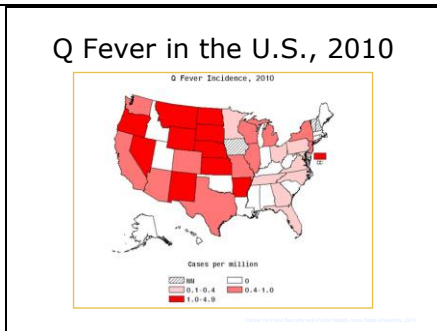 Q Fever in the U.S., 2010
Q Fever Incidence, 2010
Cases per million
NN 0
0.1-0.4 0.4-1.0
1.0-4.9